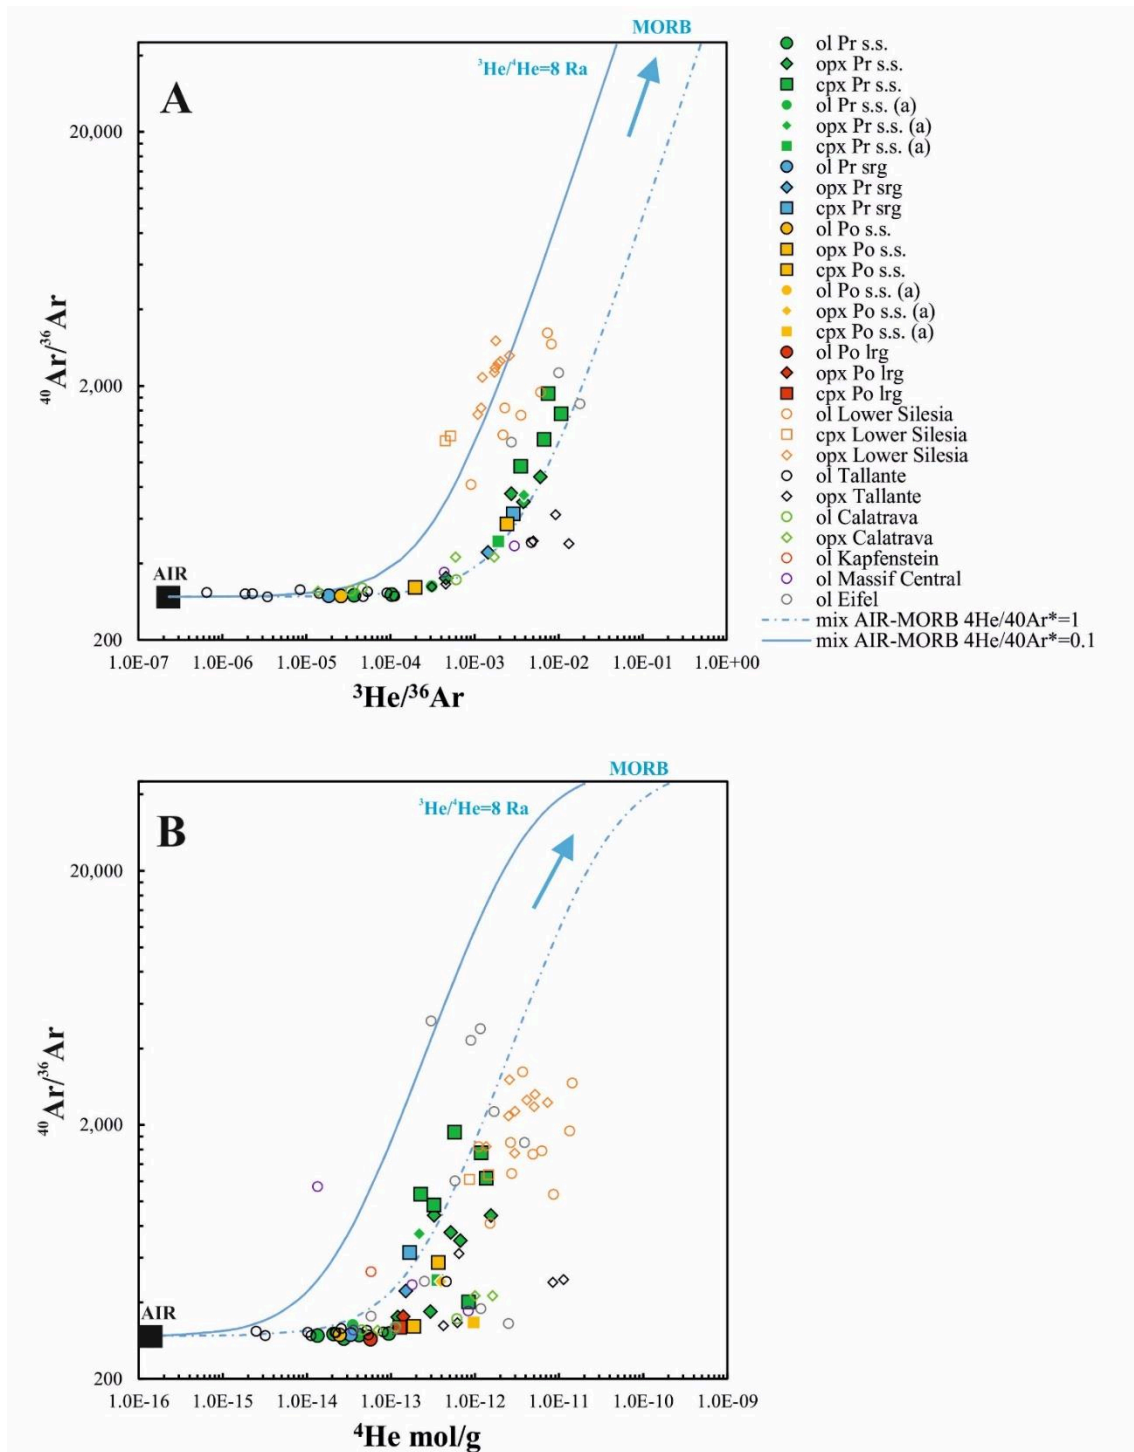 MORB
³He/⁴He=8 Ra
A
20,000
2,000
200
⁴⁰Ar/³⁶Ar
AIR
1.0E-07 1.0E-06 1.0E-05 1.0E-04 1.0E-03 1.0E-02 1.0E-01 1.0E+00
³He/³⁶Ar
ol Pr s.s.
opx Pr s.s.
cpx Pr s.s.
ol Pr s.s. (a)
opx Pr s.s. (a)
cpx Pr s.s. (a)
ol Pr srg
opx Pr srg
cpx Pr srg
ol Po s.s.
opx Po s.s.
cpx Po s.s.
ol Po s.s. (a)
opx Po s.s. (a)
cpx Po s.s. (a)
ol Po lrg
opx Po lrg
cpx Po lrg
ol Lower Silesia
cpx Lower Silesia
opx Lower Silesia
ol Tallante
opx Tallante
ol Calatrava
opx Calatrava
ol Kapfenstein
ol Massif Central
ol Eifel
mix AIR-MORB 4He/40Ar*=1
mix AIR-MORB 4He/40Ar*=0.1
MORB
³He/⁴He=8 Ra
B
20,000
2,000
200
⁴⁰Ar/³⁶Ar
AIR
1.0E-16 1.0E-15 1.0E-14 1.0E-13 1.0E-12 1.0E-11 1.0E-10 1.0E-09
⁴He mol/g